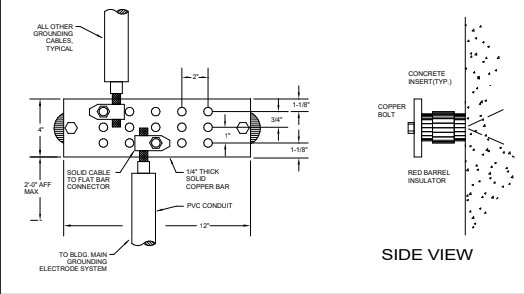 ALL OTHER
GROUNDING
CABLES,
TYPICAL
2"
1-1/8"
3/4"
1"
4"
1-1/8"
SOLID CABLE
TO FLAT BAR
CONNECTOR
1/4" THICK
SOLID
COPPER BAR
2'-0" AFF
MAX
PVC CONDUIT
12"
TO BLDG. MAIN
GROUNDING
ELECTRODE SYSTEM
CONCRETE
INSERT(TYP.)
COPPER
BOLT
RED BARREL
INSULATOR
SIDE VIEW